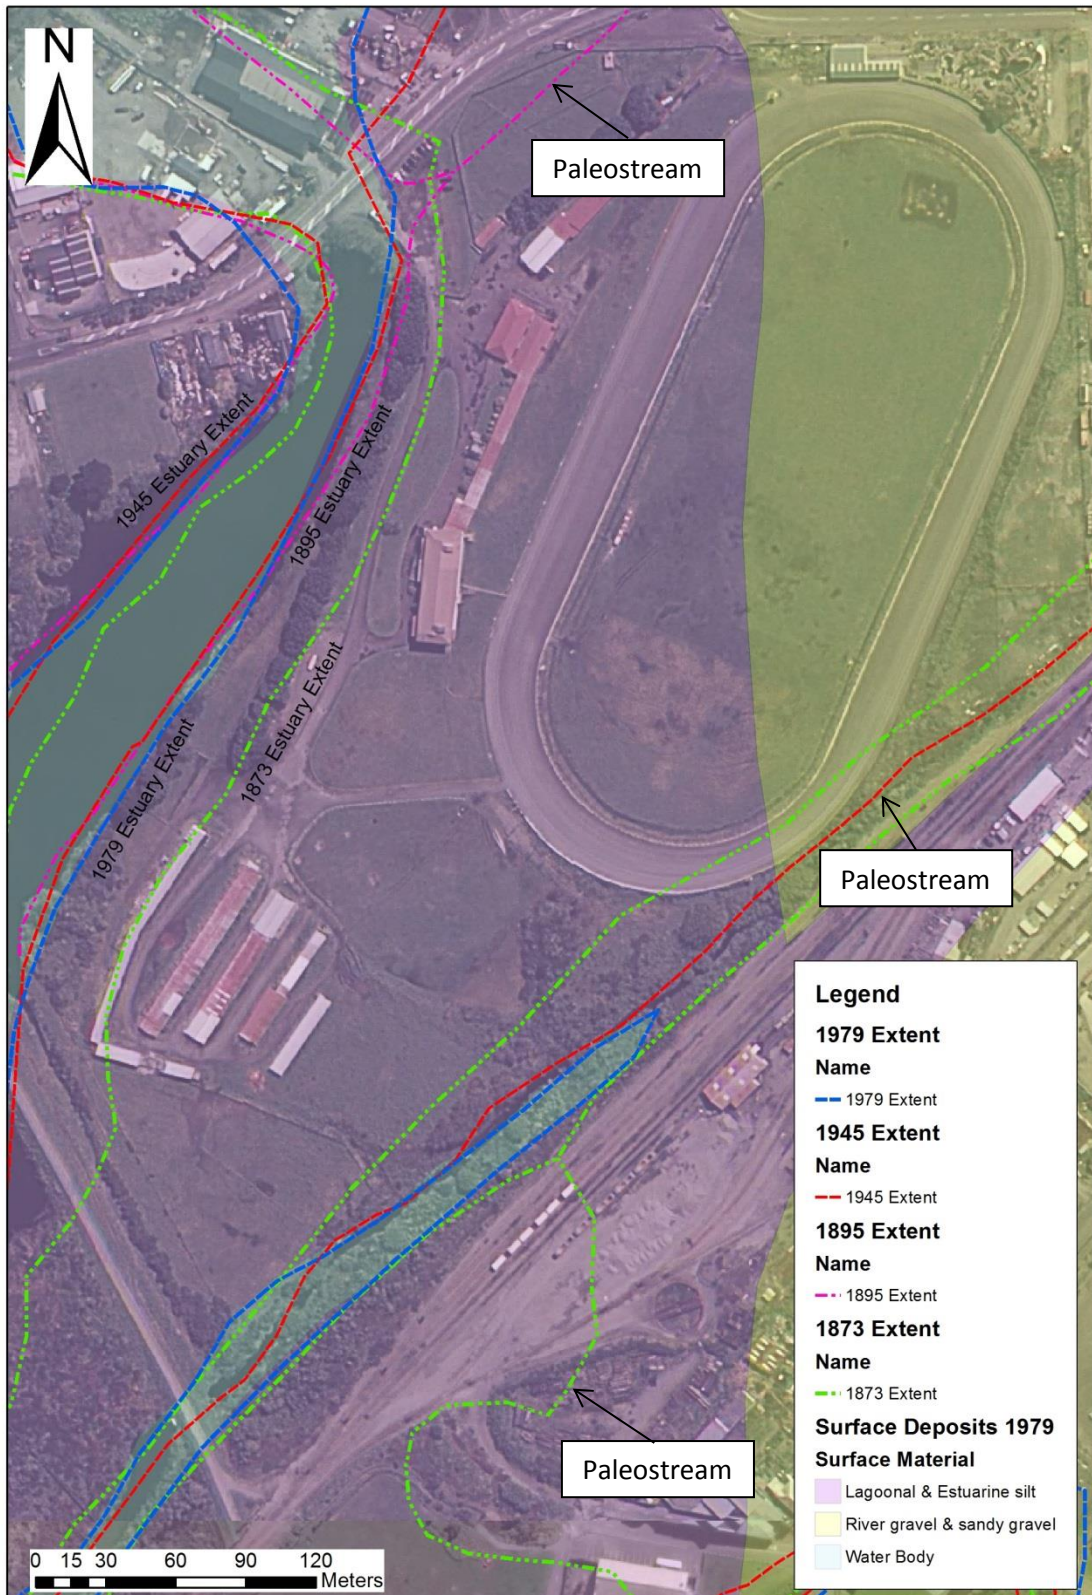 N
Paleostream
1945 Estuary Extent
1895 Estuary Extent
1873 Estuary Extent
1979 Estuary Extent
Paleostream
Paleostream
Legend
1979 Extent
Name
1979 Extent
1945 Extent
Name
1945 Extent
1895 Extent
Name
1895 Extent
1873 Extent
Name
1873 Extent
Surface Deposits 1979
Surface Material
Lagoonal & Estuarine silt
River gravel & sandy gravel
Water Body
0 15 30 60 90 120
Meters